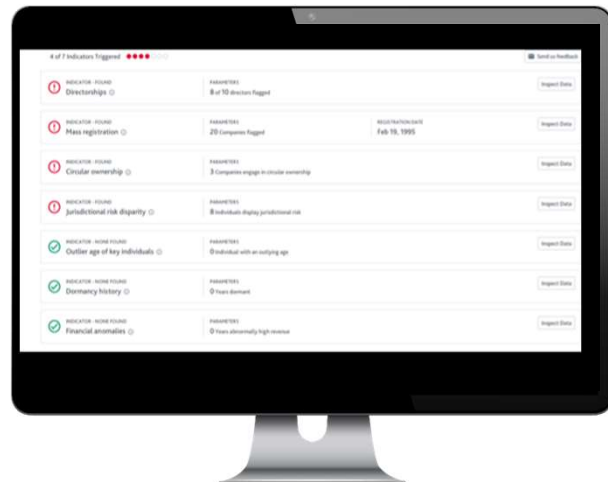 4 of 7 Indicators Triggered
Send us feedback
INDICATOR - FOUND
Directorships
PARAMETERS
8 of 10 directors flagged
Inspect Data
INDICATOR - FOUND
Mass registration
PARAMETERS
20 Companies flagged
REGISTRATION DATE
Feb 19, 1995
Inspect Data
INDICATOR - FOUND
Circular ownership
PARAMETERS
3 Companies engage in circular ownership
Inspect Data
INDICATOR - FOUND
Jurisdictional risk disparity
PARAMETERS
8 Individuals display jurisdictional risk
Inspect Data
INDICATOR - NONE FOUND
Outlier age of key individuals
PARAMETERS
0 Individual with an outlying age
Inspect Data
INDICATOR - NONE FOUND
Dormancy history
PARAMETERS
0 Years dormant
Inspect Data
INDICATOR - NONE FOUND
Financial anomalies
PARAMETERS
0 Years abnormally high revenue
Inspect Data